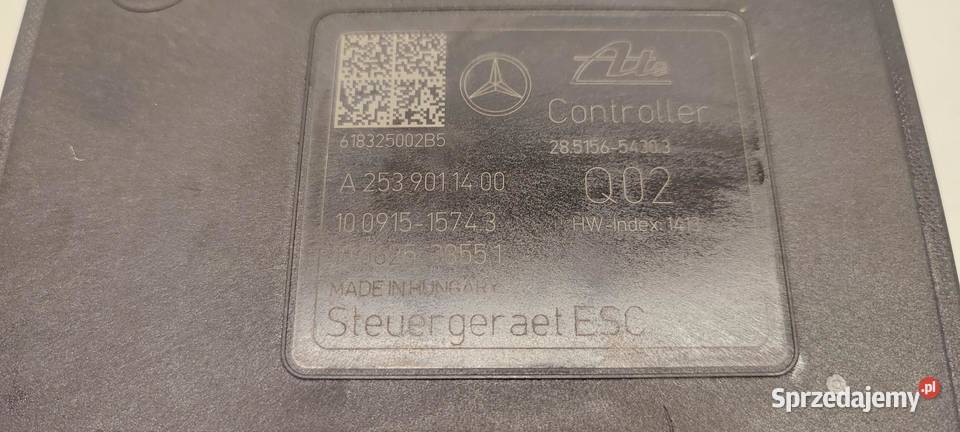 Ate
Controller
618325002B5
28.5156-5430.3
A 253 901 14 00
Q02
10.0915-1574.3
HW-Index: 1413
MADE IN HUNGARY
Steuergeraet ESC
Sprzedajemy.pl